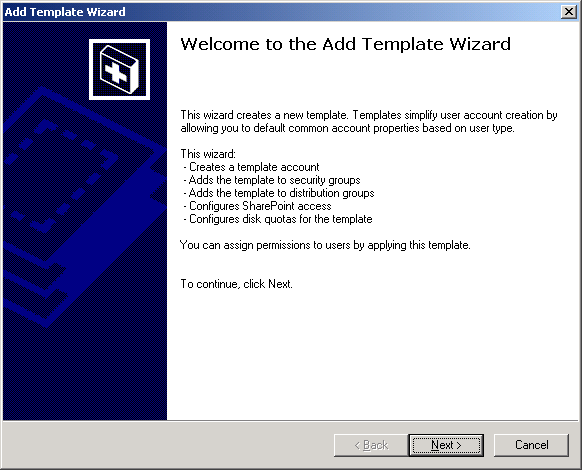 Add Template Wizard
Welcome to the Add Template Wizard
This wizard creates a new template. Templates simplify user account creation by
allowing you to default common account properties based on user type.
This wizard:
- Creates a template account
- Adds the template to security groups
- Adds the template to distribution groups
- Configures SharePoint access
- Configures disk quotas for the template
You can assign permissions to users by applying this template.
To continue, click Next.
< Back
Next >
Cancel